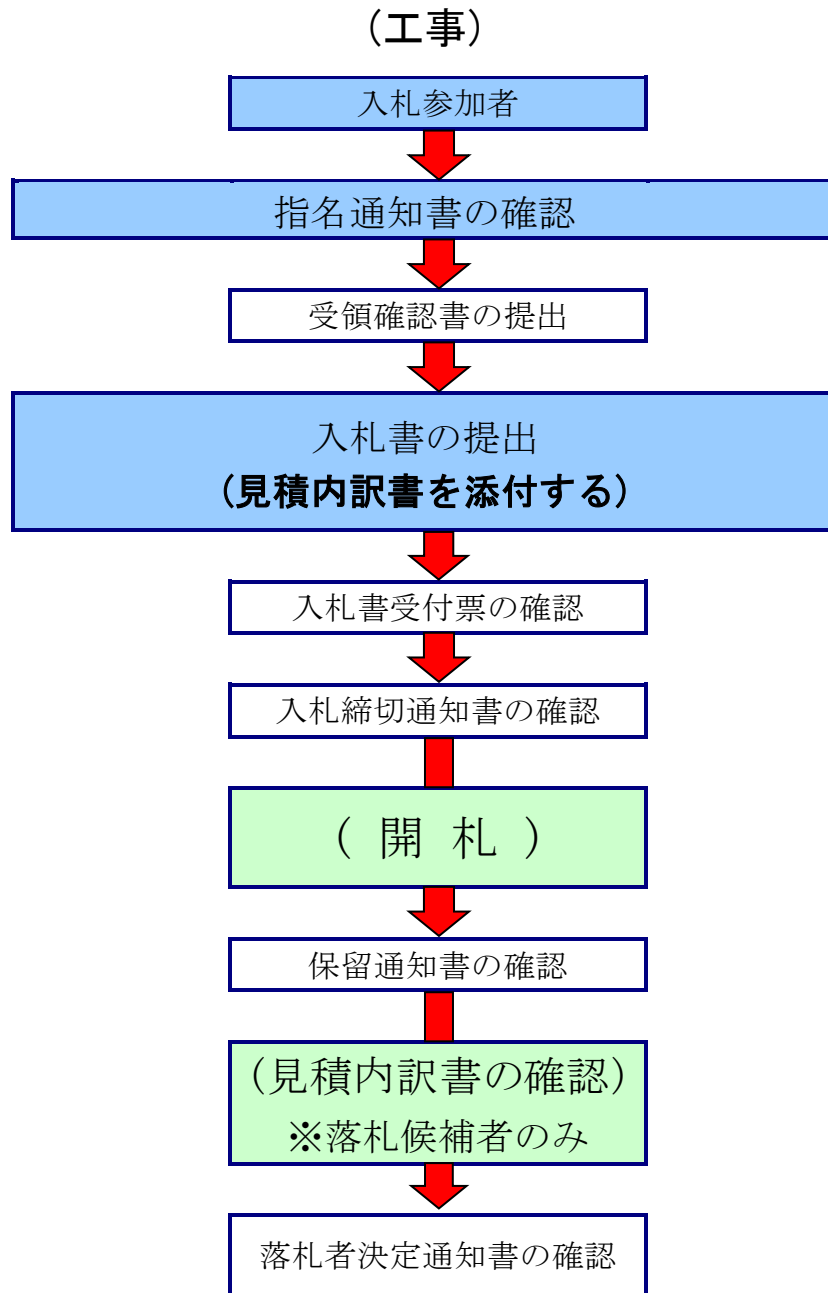 （工事）
入札参加者
指名通知書の確認
受領確認書の提出
入札書の提出
（見積内訳書を添付する）
入札書受付票の確認
入札締切通知書の確認
（ 開 札 ）
保留通知書の確認
（見積内訳書の確認）
※落札候補者のみ
落札者決定通知書の確認